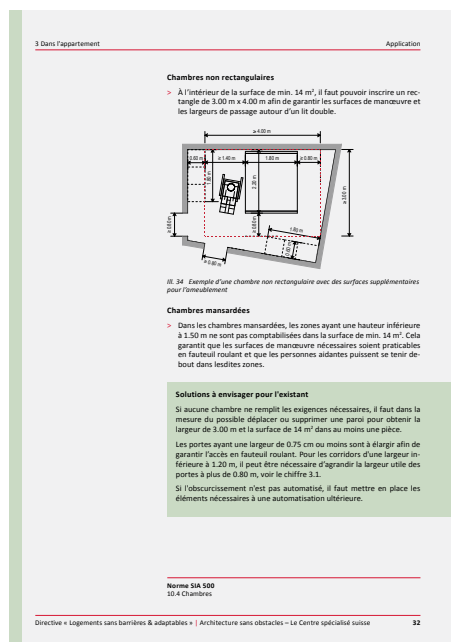 3 Dans l'appartement
Application
Chambres non rectangulaires
> À l'intérieur de la surface de min. 14 m², il faut pouvoir inscrire un rec-
tangle de 3.00 m x 4.00 m afin de garantir les surfaces de manœuvre et
les largeurs de passage autour d'un lit double.
≥ 4.00 m
0.60 m
≥ 1.40 m
1.80 m
≥ 0.60 m
2.20 m
≥ 3.00 m
≥ 0.80 m
≥ 0.60 m
1.80 m
0.60 m
≥ 0.80 m
Ill. 34 Exemple d'une chambre non rectangulaire avec des surfaces supplémentaires
pour l'ameublement
Chambres mansardées
> Dans les chambres mansardées, les zones ayant une hauteur inférieure
à 1.50 m ne sont pas comptabilisées dans la surface de min. 14 m². Cela
garantit que les surfaces de manœuvre nécessaires soient praticables
en fauteuil roulant et que les personnes aidantes puissent se tenir de-
bout dans lesdites zones.
Solutions à envisager pour l'existant
Si aucune chambre ne remplit les exigences nécessaires, il faut dans la
mesure du possible déplacer ou supprimer une paroi pour obtenir la
largeur de 3.00 m et la surface de 14 m² dans au moins une pièce.
Les portes ayant une largeur de 0.75 cm ou moins sont à élargir afin de
garantir l'accès en fauteuil roulant. Pour les corridors d'une largeur in-
férieure à 1.20 m, il peut être nécessaire d'agrandir la largeur utile des
portes à plus de 0.80 m, voir le chiffre 3.1.
Si l'obscurcissement n'est pas automatisé, il faut mettre en place les
éléments nécessaires à une automatisation ultérieure.
Norme SIA 500
10.4 Chambres
Directive « Logements sans barrières & adaptables » | Architecture sans obstacles – Le Centre spécialisé suisse
32